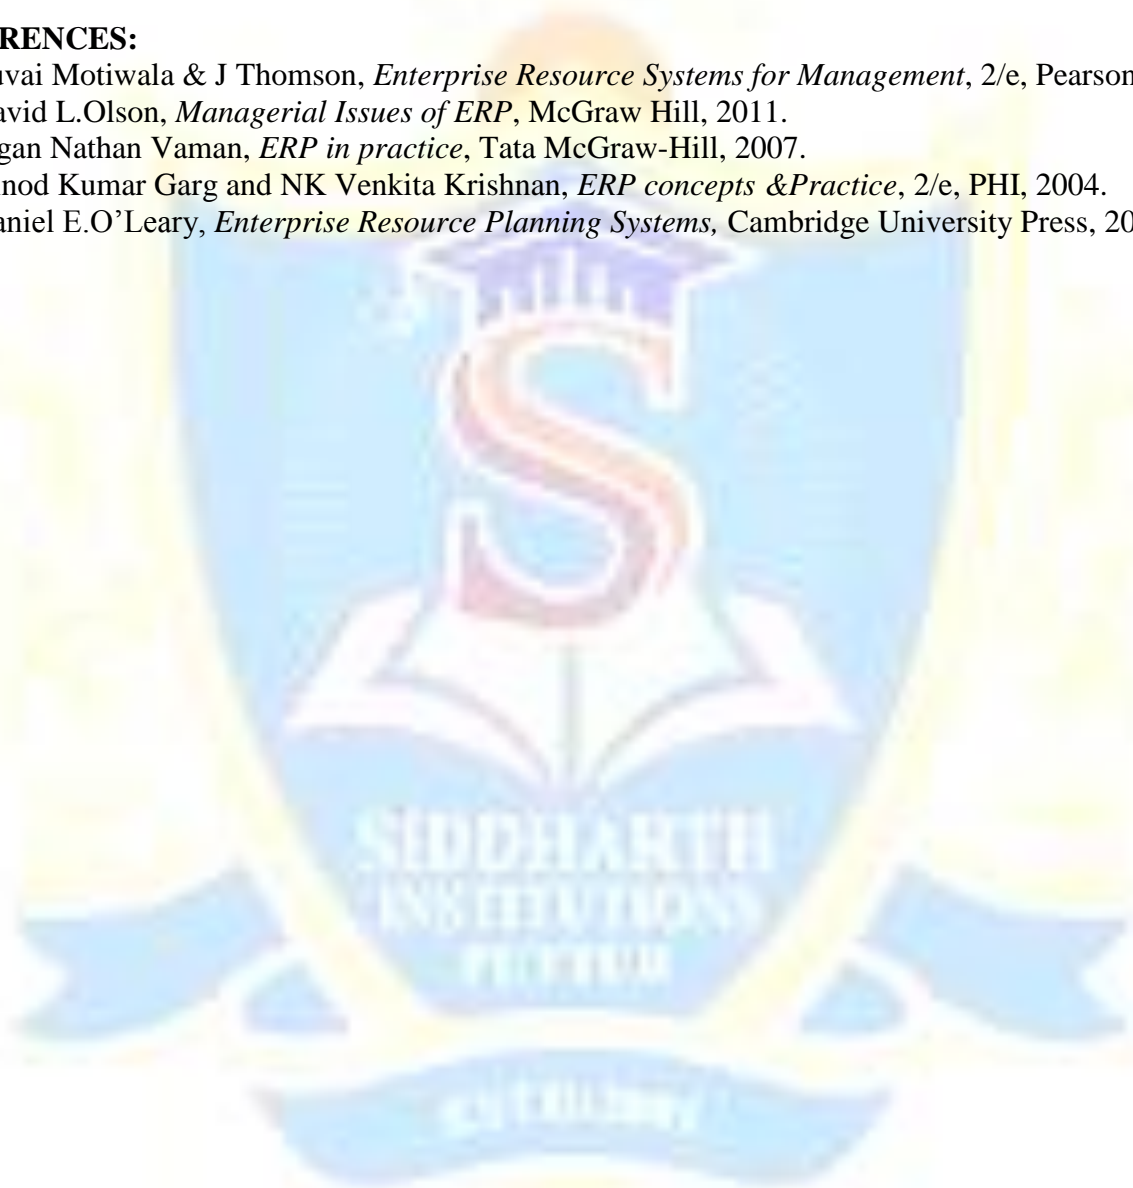 RENCES:
uvai Motiwala & J Thomson, Enterprise Resource Systems for Management, 2/e, Pearson
avid L.Olson, Managerial Issues of ERP, McGraw Hill, 2011.
gan Nathan Vaman, ERP in practice, Tata McGraw-Hill, 2007.
nod Kumar Garg and NK Venkita Krishnan, ERP concepts &Practice, 2/e, PHI, 2004.
aniel E.O’Leary, Enterprise Resource Planning Systems, Cambridge University Press, 20
S
SIDDHARTH
INSTITUTIONS
PUTTUR